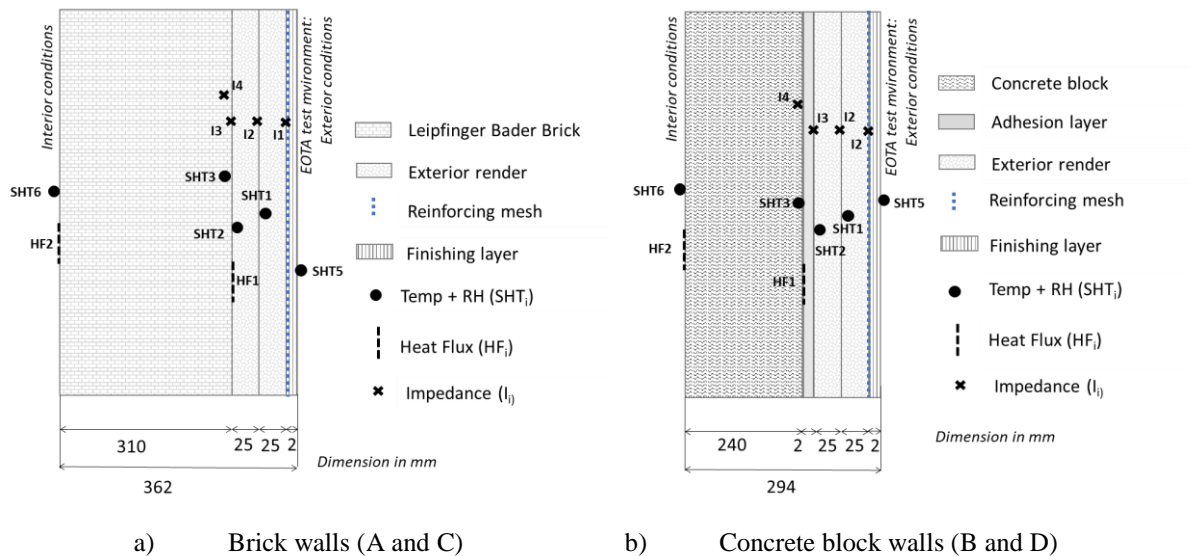 Interior conditions
EOTA test mvironment:
Exterior conditions
I4
I3
I2
I1
SHT3
SHT1
SHT6
SHT2
HF2
HF1
SHT5
310
25
25
2
Dimension in mm
362
Leipfinger Bader Brick
Exterior render
Reinforcing mesh
Finishing layer
Temp + RH (SHTi)
Heat Flux (HFi)
Impedance (Ii)
a) Brick walls (A and C)
Interior conditions
EOTA test mvironment:
Exterior conditions
I4
I3
I2
I2
SHT6
SHT3
SHT5
SHT1
SHT2
HF2
HF1
240
2
25
25
2
Dimension in mm
294
Concrete block
Adhesion layer
Exterior render
Reinforcing mesh
Finishing layer
Temp + RH (SHTi)
Heat Flux (HFi)
Impedance (Ii)
b) Concrete block walls (B and D)